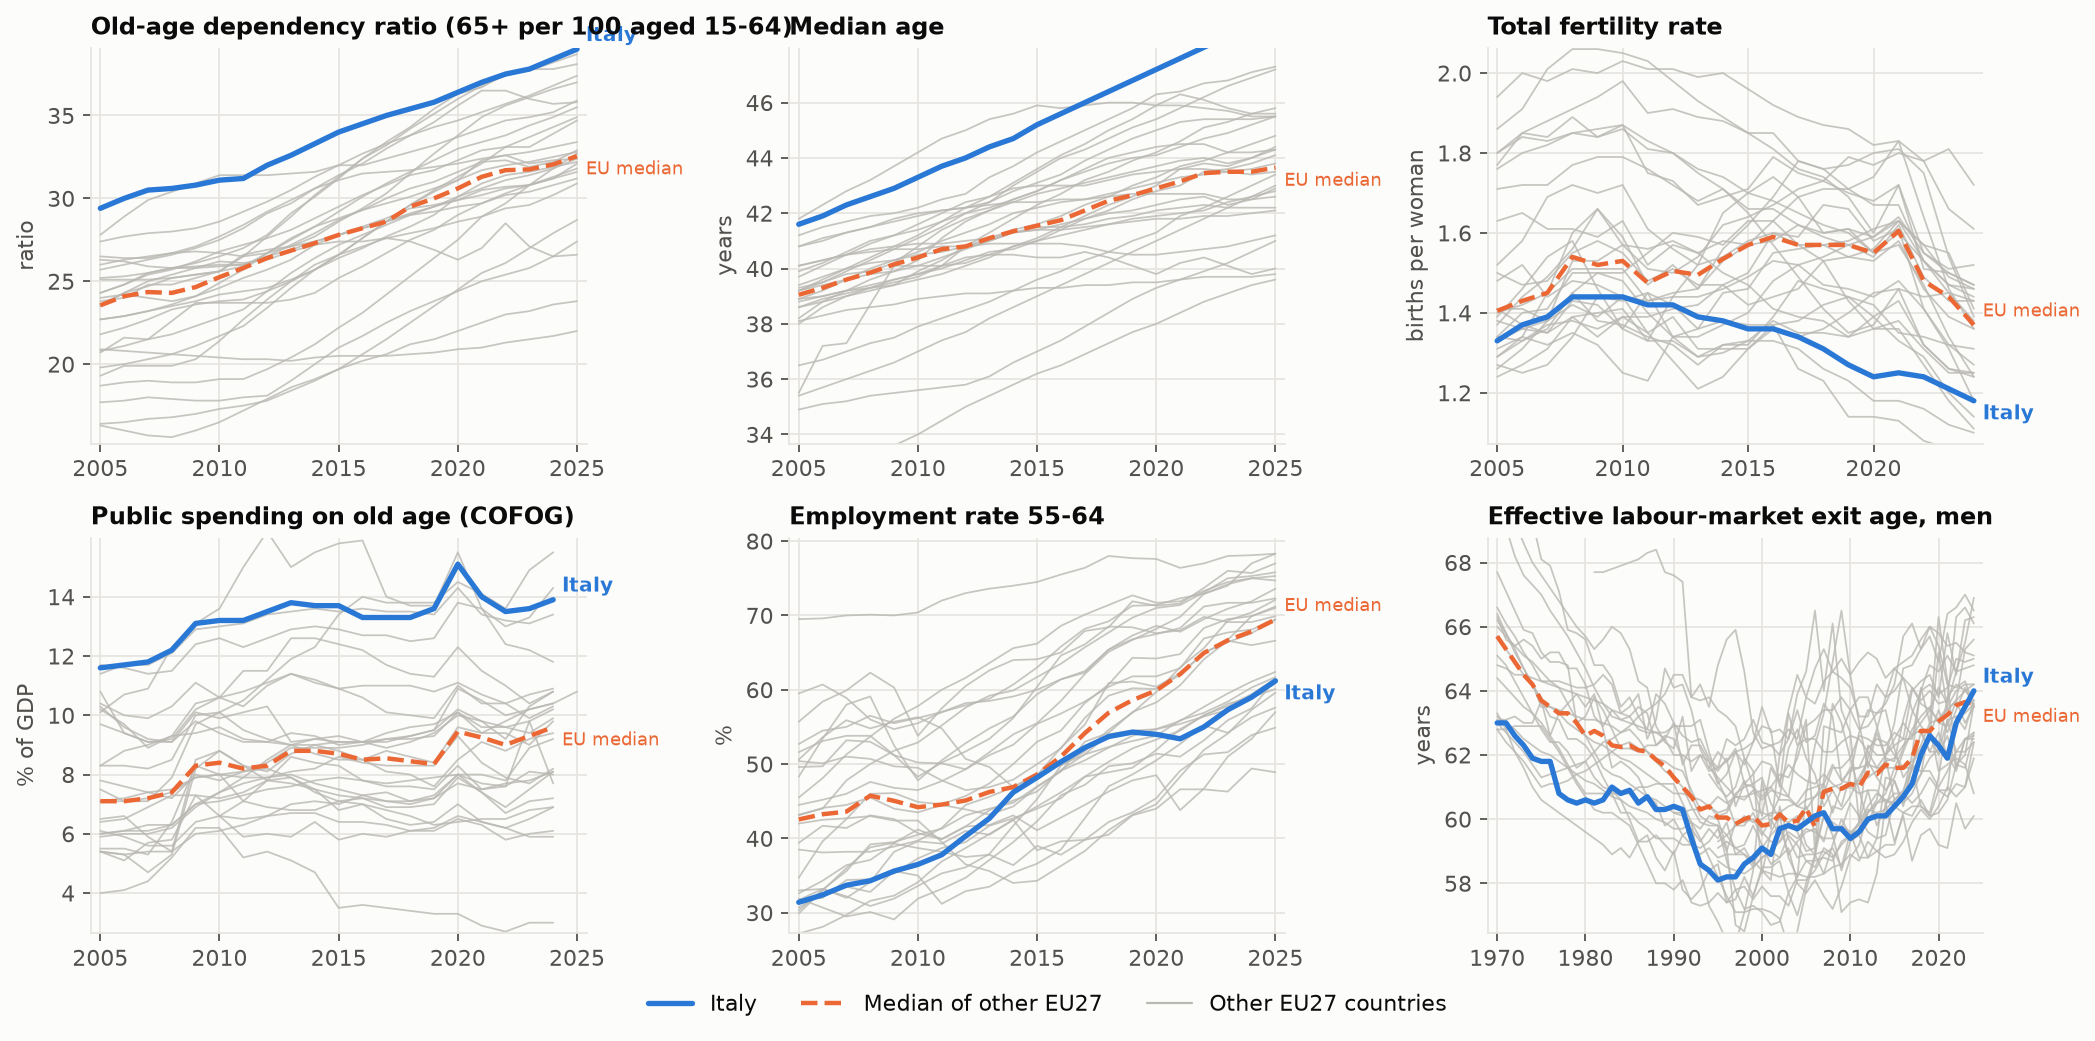 Old-age dependency ratio (65+ per 100 aged 15-64)
Italy
35
30
25
20
ratio
EU median
2005 2010 2015 2020 2025
Median age
46
44
42
40
38
36
34
years
EU median
2005 2010 2015 2020 2025
Total fertility rate
2.0
1.8
1.6
1.4
1.2
births per woman
EU median
Italy
2005 2010 2015 2020
Public spending on old age (COFOG)
14
12
10
8
6
4
% of GDP
Italy
EU median
2005 2010 2015 2020 2025
Employment rate 55-64
80
70
60
50
40
30
%
EU median
Italy
2005 2010 2015 2020 2025
Effective labour-market exit age, men
68
66
64
62
60
58
years
Italy
EU median
1970 1980 1990 2000 2010 2020
Italy Median of other EU27 Other EU27 countries